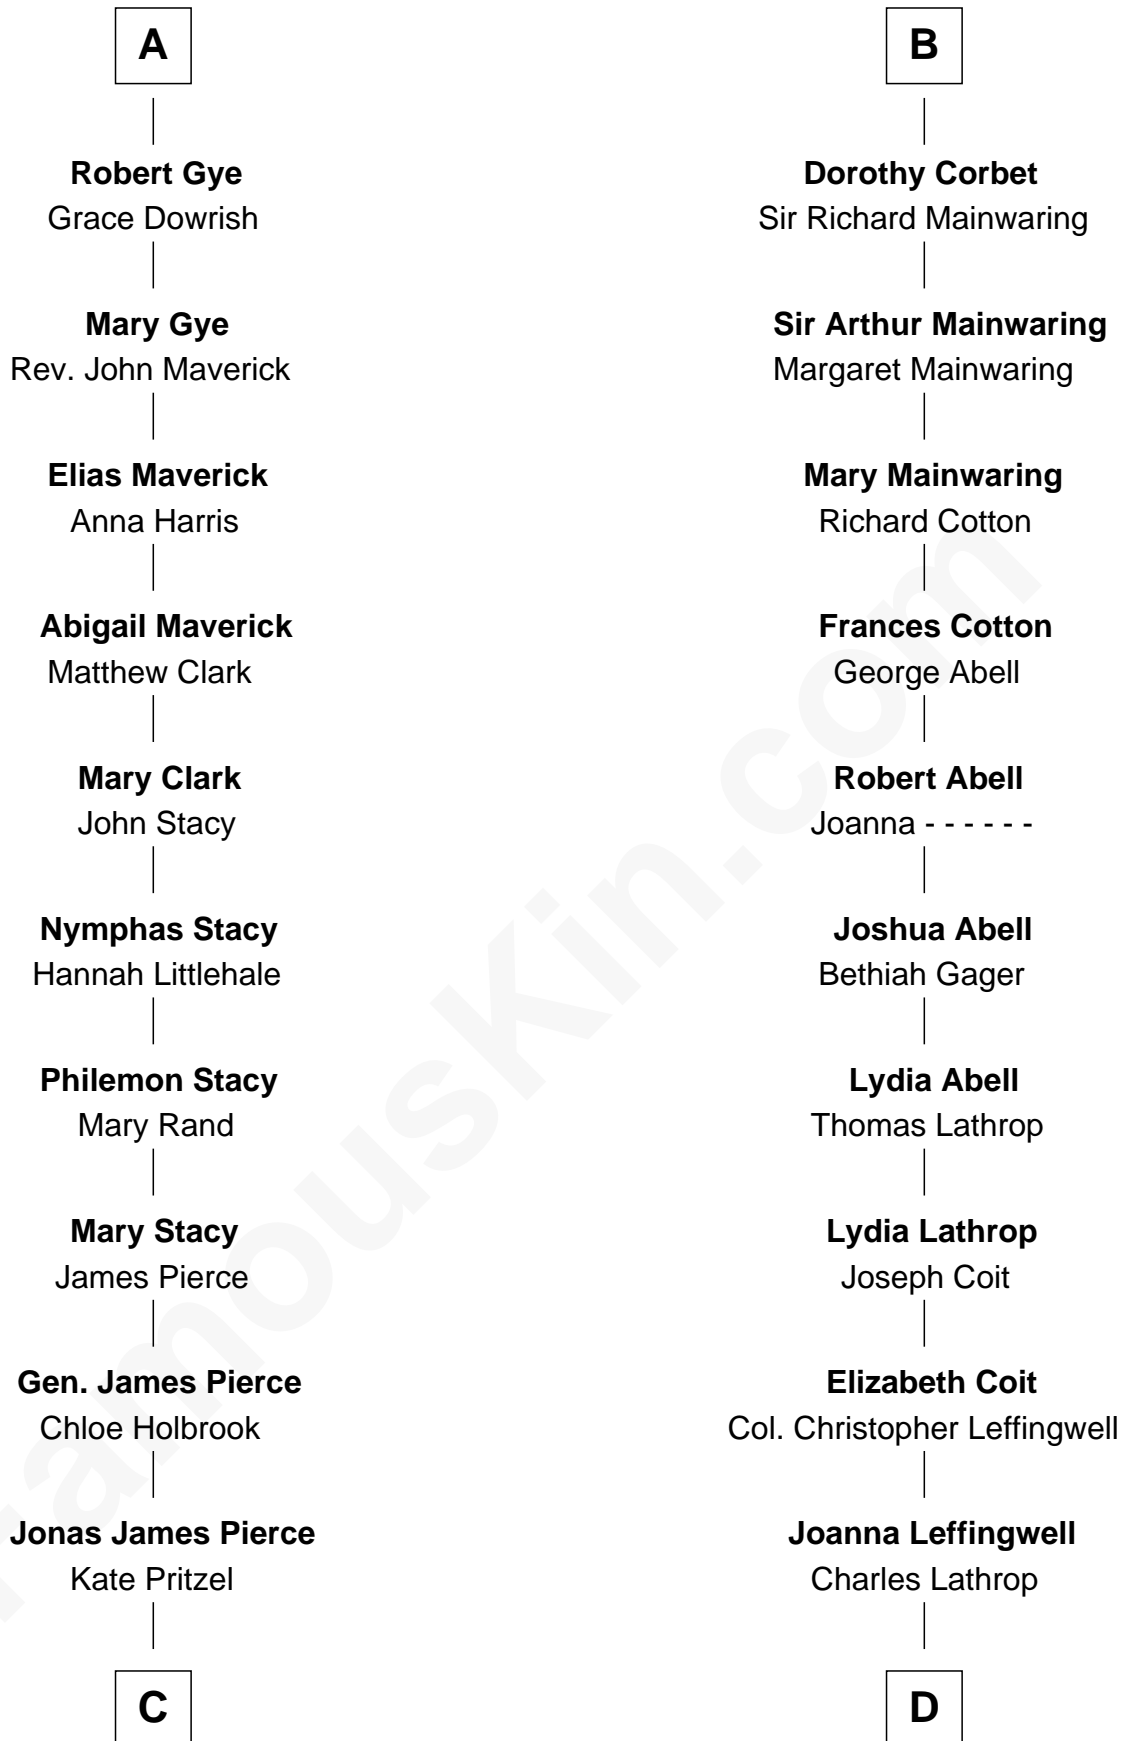 A
Robert Gye
Grace Dowrish
Mary Gye
Rev. John Maverick
Elias Maverick
Anna Harris
Abigail Maverick
Matthew Clark
Mary Clark
John Stacy
Nymphas Stacy
Hannah Littlehale
Philemon Stacy
Mary Rand
Mary Stacy
James Pierce
Gen. James Pierce
Chloe Holbrook
Jonas James Pierce
Kate Pritzel
C
B
Dorothy Corbet
Sir Richard Mainwaring
Sir Arthur Mainwaring
Margaret Mainwaring
Mary Mainwaring
Richard Cotton
Frances Cotton
George Abell
Robert Abell
Joanna - - - - - -
Joshua Abell
Bethiah Gager
Lydia Abell
Thomas Lathrop
Lydia Lathrop
Joseph Coit
Elizabeth Coit
Col. Christopher Leffingwell
Joanna Leffingwell
Charles Lathrop
D
FamousKin.com